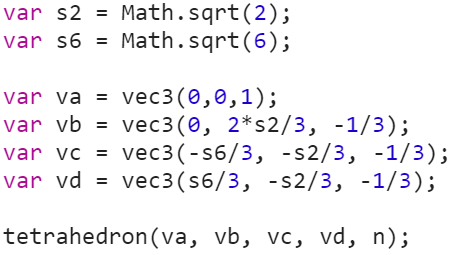 var s2 = Math.sqrt(2);
var s6 = Math.sqrt(6);
var va = vec3(0,0,1);
var vb = vec3(0, 2*s2/3, -1/3);
var vc = vec3(-s6/3, -s2/3, -1/3);
var vd = vec3(s6/3, -s2/3, -1/3);
tetrahedron(va, vb, vc, vd, n);